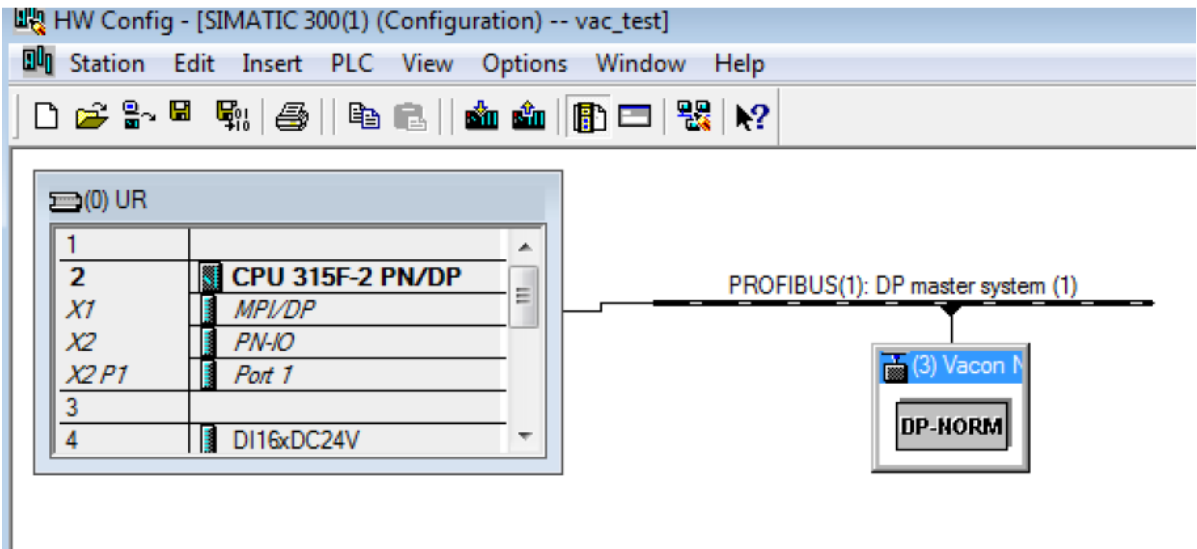 HW Config - [SIMATIC 300(1) (Configuration) -- vac_test]
Station Edit Insert PLC View Options Window Help
(0) UR
1
2 CPU 315F-2 PN/DP
X1 MPI/DP
X2 PN-IO
X2 P1 Port 1
3
4 DI16xDC24V
PROFIBUS(1): DP master system (1)
(3) Vacon N
DP-NORM